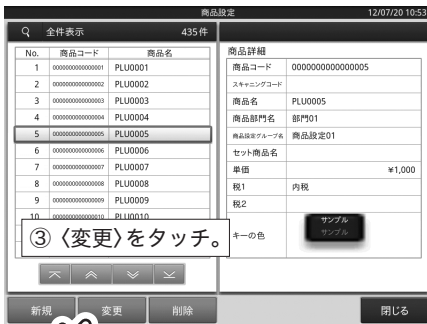 商品設定 12/07/20 10:53
全件表示 435件
No. 商品コード 商品名
1 0000000000000001 PLU0001
2 0000000000000002 PLU0002
3 0000000000000003 PLU0003
4 0000000000000004 PLU0004
5 0000000000000005 PLU0005
6 0000000000000006 PLU0006
7 0000000000000007 PLU0007
8 0000000000000008 PLU0008
9 0000000000000009 PLU0009
10 0000000000000010 PLU0010
③〈変更〉をタッチ。
商品詳細
商品コード 0000000000000005
スキャニングコード
商品名 PLU0005
商品部門名 部門01
商品設定グループ名 商品設定01
セット商品名
単価 ¥1,000
税1 内税
税2
キーの色 サンプル
サンプル
新規 変更 削除 閉じる